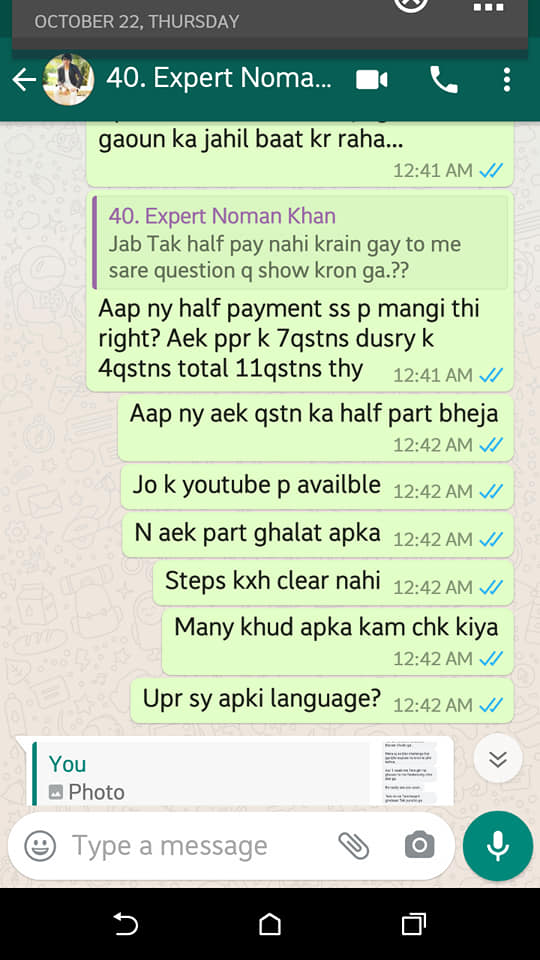 OCTOBER 22, THURSDAY
40. Expert Noma...
gaoun ka jahil baat kr raha...
12:41 AM
40. Expert Noman Khan
Jab Tak half pay nahi krain gay to me
sare question q show kron ga.??
Aap ny half payment ss p mangi thi
right? Aek ppr k 7qstns dusry k
4qstns total 11qstns thy 12:41 AM
Aap ny aek qstn ka half part bheja
12:42 AM
Jo k youtube p availble 12:42 AM
N aek part ghalat apka 12:42 AM
Steps kxh clear nahi 12:42 AM
Many khud apka kam chk kiya
12:42 AM
Upr sy apki language? 12:42 AM
You
Photo
Type a message